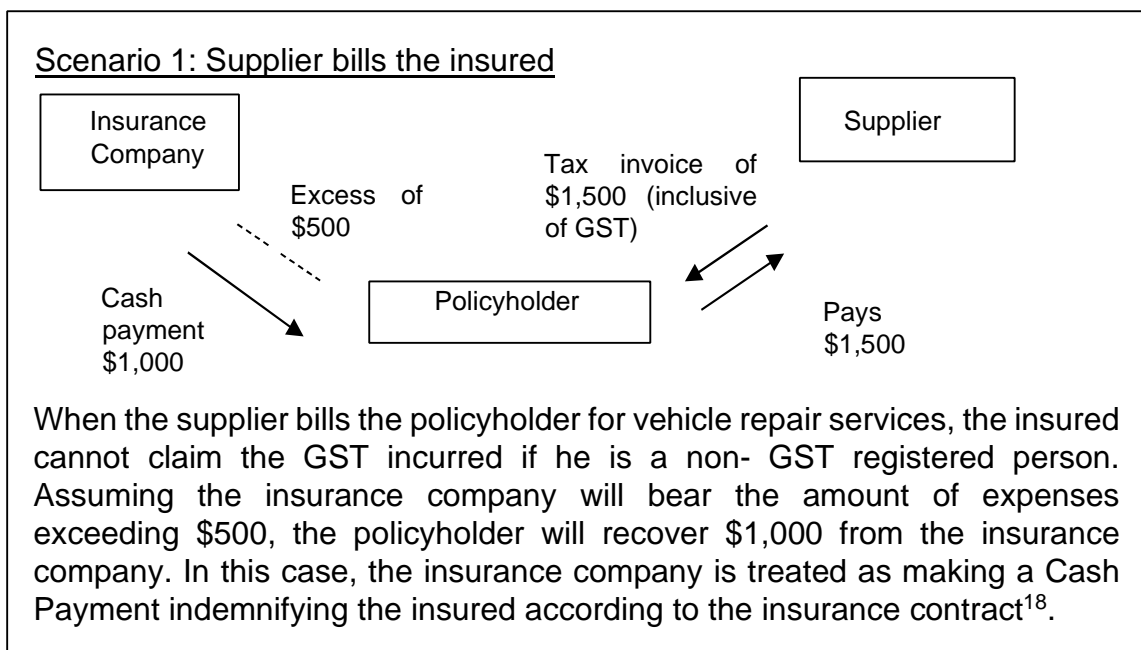 Scenario 1: Supplier bills the insured
Insurance
Company
Supplier
Excess of
$500
Tax invoice of
$1,500 (inclusive
of GST)
Policyholder
Cash
payment
$1,000
Pays
$1,500
When the supplier bills the policyholder for vehicle repair services, the insured
cannot claim the GST incurred if he is a non- GST registered person.
Assuming the insurance company will bear the amount of expenses
exceeding $500, the policyholder will recover $1,000 from the insurance
company. In this case, the insurance company is treated as making a Cash
Payment indemnifying the insured according to the insurance contract18.